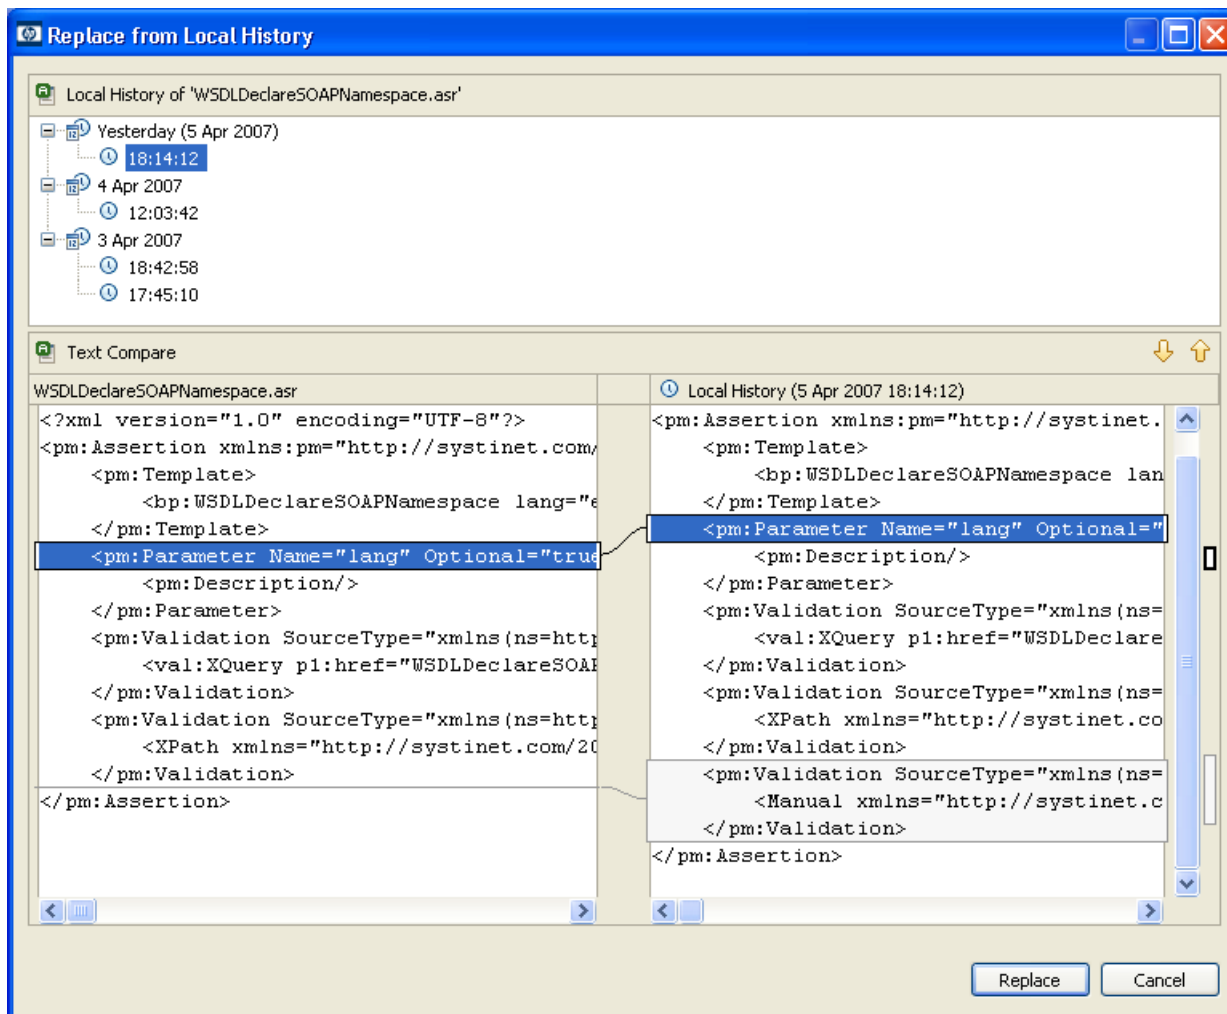 Replace from Local History
Local History of 'WSDLDeclareSOAPNamespace.asr'
Yesterday (5 Apr 2007)
18:14:12
4 Apr 2007
12:03:42
3 Apr 2007
18:42:58
17:45:10
Text Compare
WSDLDeclareSOAPNamespace.asr
<?xml version="1.0" encoding="UTF-8"?>
<pm:Assertion xmlns:pm="http://systinet.com/
<pm:Template>
<bp:WSDLDeclareSOAPNamespace lang="e
</pm:Template>
<pm:Parameter Name="lang" Optional="true
<pm:Description/>
</pm:Parameter>
<pm:Validation SourceType="xmlns(ns=http
<val:XQuery p1:href="WSDLDeclareSOAP
</pm:Validation>
<pm:Validation SourceType="xmlns(ns=http
<XPath xmlns="http://systinet.com/20
</pm:Validation>
</pm:Assertion>
Local History (5 Apr 2007 18:14:12)
<pm:Assertion xmlns:pm="http://systinet.
<pm:Template>
<bp:WSDLDeclareSOAPNamespace lan
</pm:Template>
<pm:Parameter Name="lang" Optional="
<pm:Description/>
</pm:Parameter>
<pm:Validation SourceType="xmlns(ns=
<val:XQuery p1:href="WSDLDeclare
</pm:Validation>
<pm:Validation SourceType="xmlns(ns=
<XPath xmlns="http://systinet.co
</pm:Validation>
<pm:Validation SourceType="xmlns(ns=
<Manual xmlns="http://systinet.c
</pm:Validation>
</pm:Assertion>
Replace
Cancel